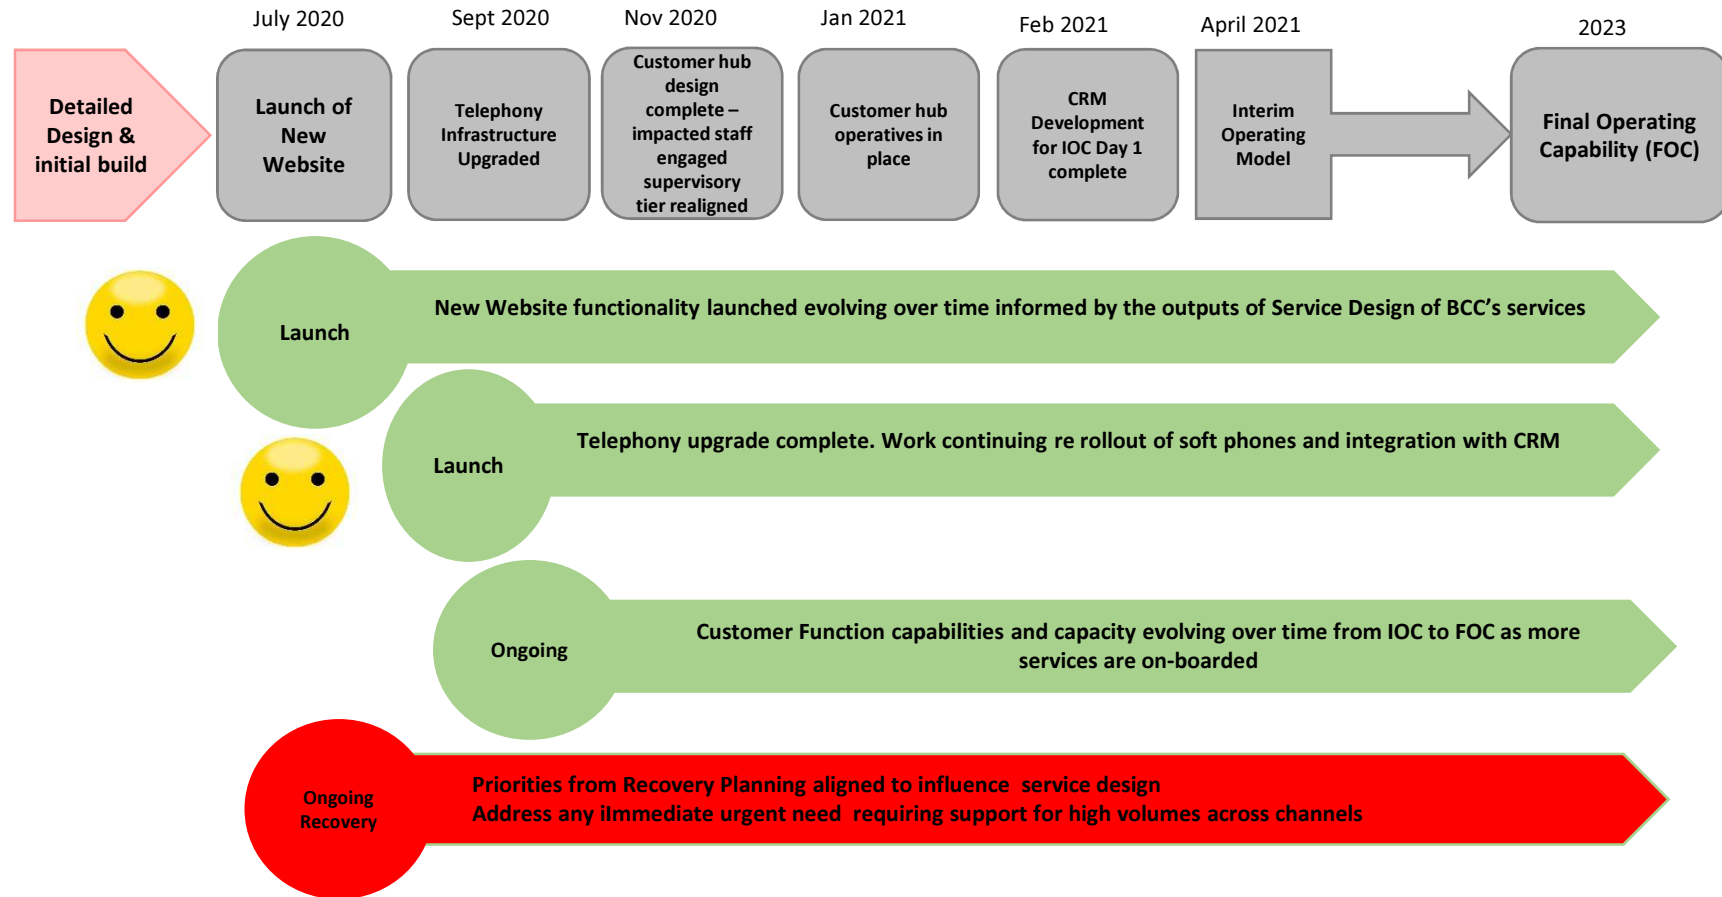 July 2020
Sept 2020
Nov 2020
Jan 2021
Feb 2021
April 2021
2023
Detailed
Design &
initial build
Launch of
New
Website
Telephony
Infrastructure
Upgraded
Customer hub
design
complete –
impacted staff
engaged
supervisory
tier realigned
Customer hub
operatives in
place
CRM
Development
for IOC Day 1
complete
Interim
Operating
Model
Final Operating
Capability (FOC)
Launch
New Website functionality launched evolving over time informed by the outputs of Service Design of BCC's services
Launch
Telephony upgrade complete. Work continuing re rollout of soft phones and integration with CRM
Ongoing
Customer Function capabilities and capacity evolving over time from IOC to FOC as more
services are on-boarded
Ongoing
Recovery
Priorities from Recovery Planning aligned to influence  service design
Address any iImmediate urgent need  requiring support for high volumes across channels